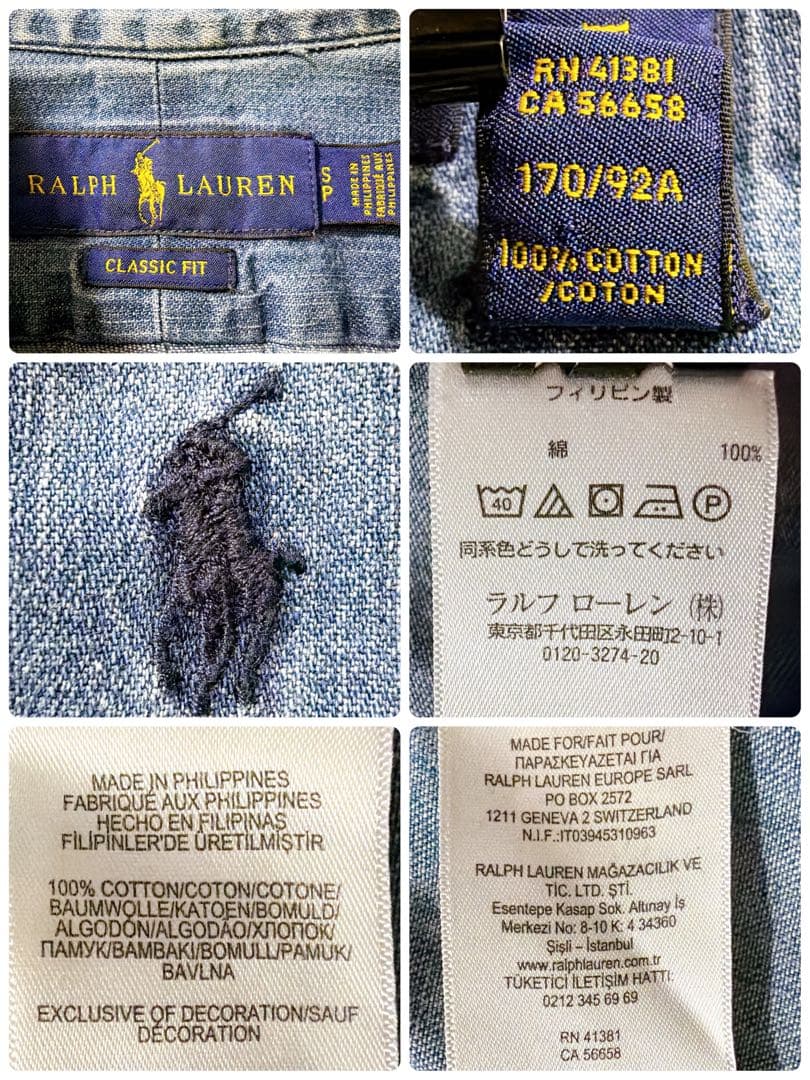 RALPH LAUREN
S
P
MADE IN
PHILIPPINES
FABRIQUÉ AUX
PHILIPPINES
CLASSIC FIT
RN 41381
CA 56658
170/92A
100% COTTON
/COTON
フィリピン製
綿 100%
40 P
同系色どうしで洗ってください
ラルフ ローレン (株)
東京都千代田区永田町2-10-1
0120-3274-20
MADE IN PHILIPPINES
FABRIQUÉ AUX PHILIPPINES
HECHO EN FILIPINAS
FİLİPİNLER'DE ÜRETİLMİŞTİR
100% COTTON/COTON/COTONE/
BAUMWOLLE/KATOEN/BOMULD/
ALGODÓN/ALGODÃO/ХЛОПОК/
ПАМУК/ΒΑΜΒΑΚΙ/BOMULL/PAMUK/
BAVLNA
EXCLUSIVE OF DECORATION/SAUF
DÉCORATION
MADE FOR/FAIT POUR/
ΠΑΡΑΣΚΕΥΑΖΕΤΑΙ ΓΙΑ
RALPH LAUREN EUROPE SARL
PO BOX 2572
1211 GENEVA 2 SWITZERLAND
N.I.F.:IT03945310963
RALPH LAUREN MAĞAZACILIK VE
TİC. LTD. ŞTİ.
Esentepe Kasap Sok. Altınay İş
Merkezi No: 8-10 K: 4 34360
Şişli – İstanbul
www.ralphlauren.com.tr
TÜKETİCİ İLETİŞİM HATTI:
0212 345 69 69
RN 41381
CA 56658